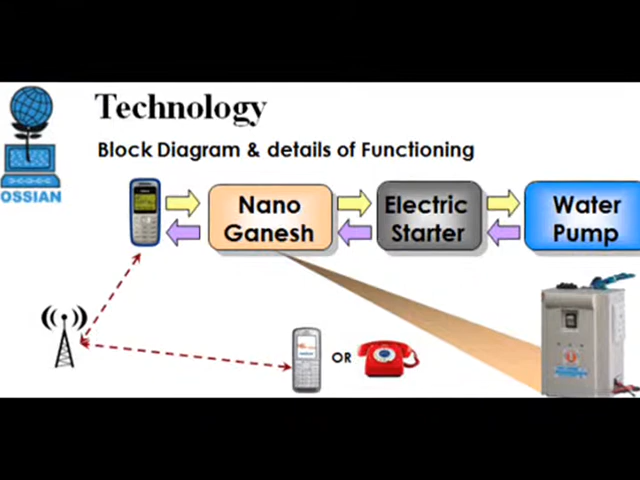 Technology
Block Diagram & details of Functioning
OSSIAN
Nano
Ganesh
Electric
Starter
Water
Pump
OR